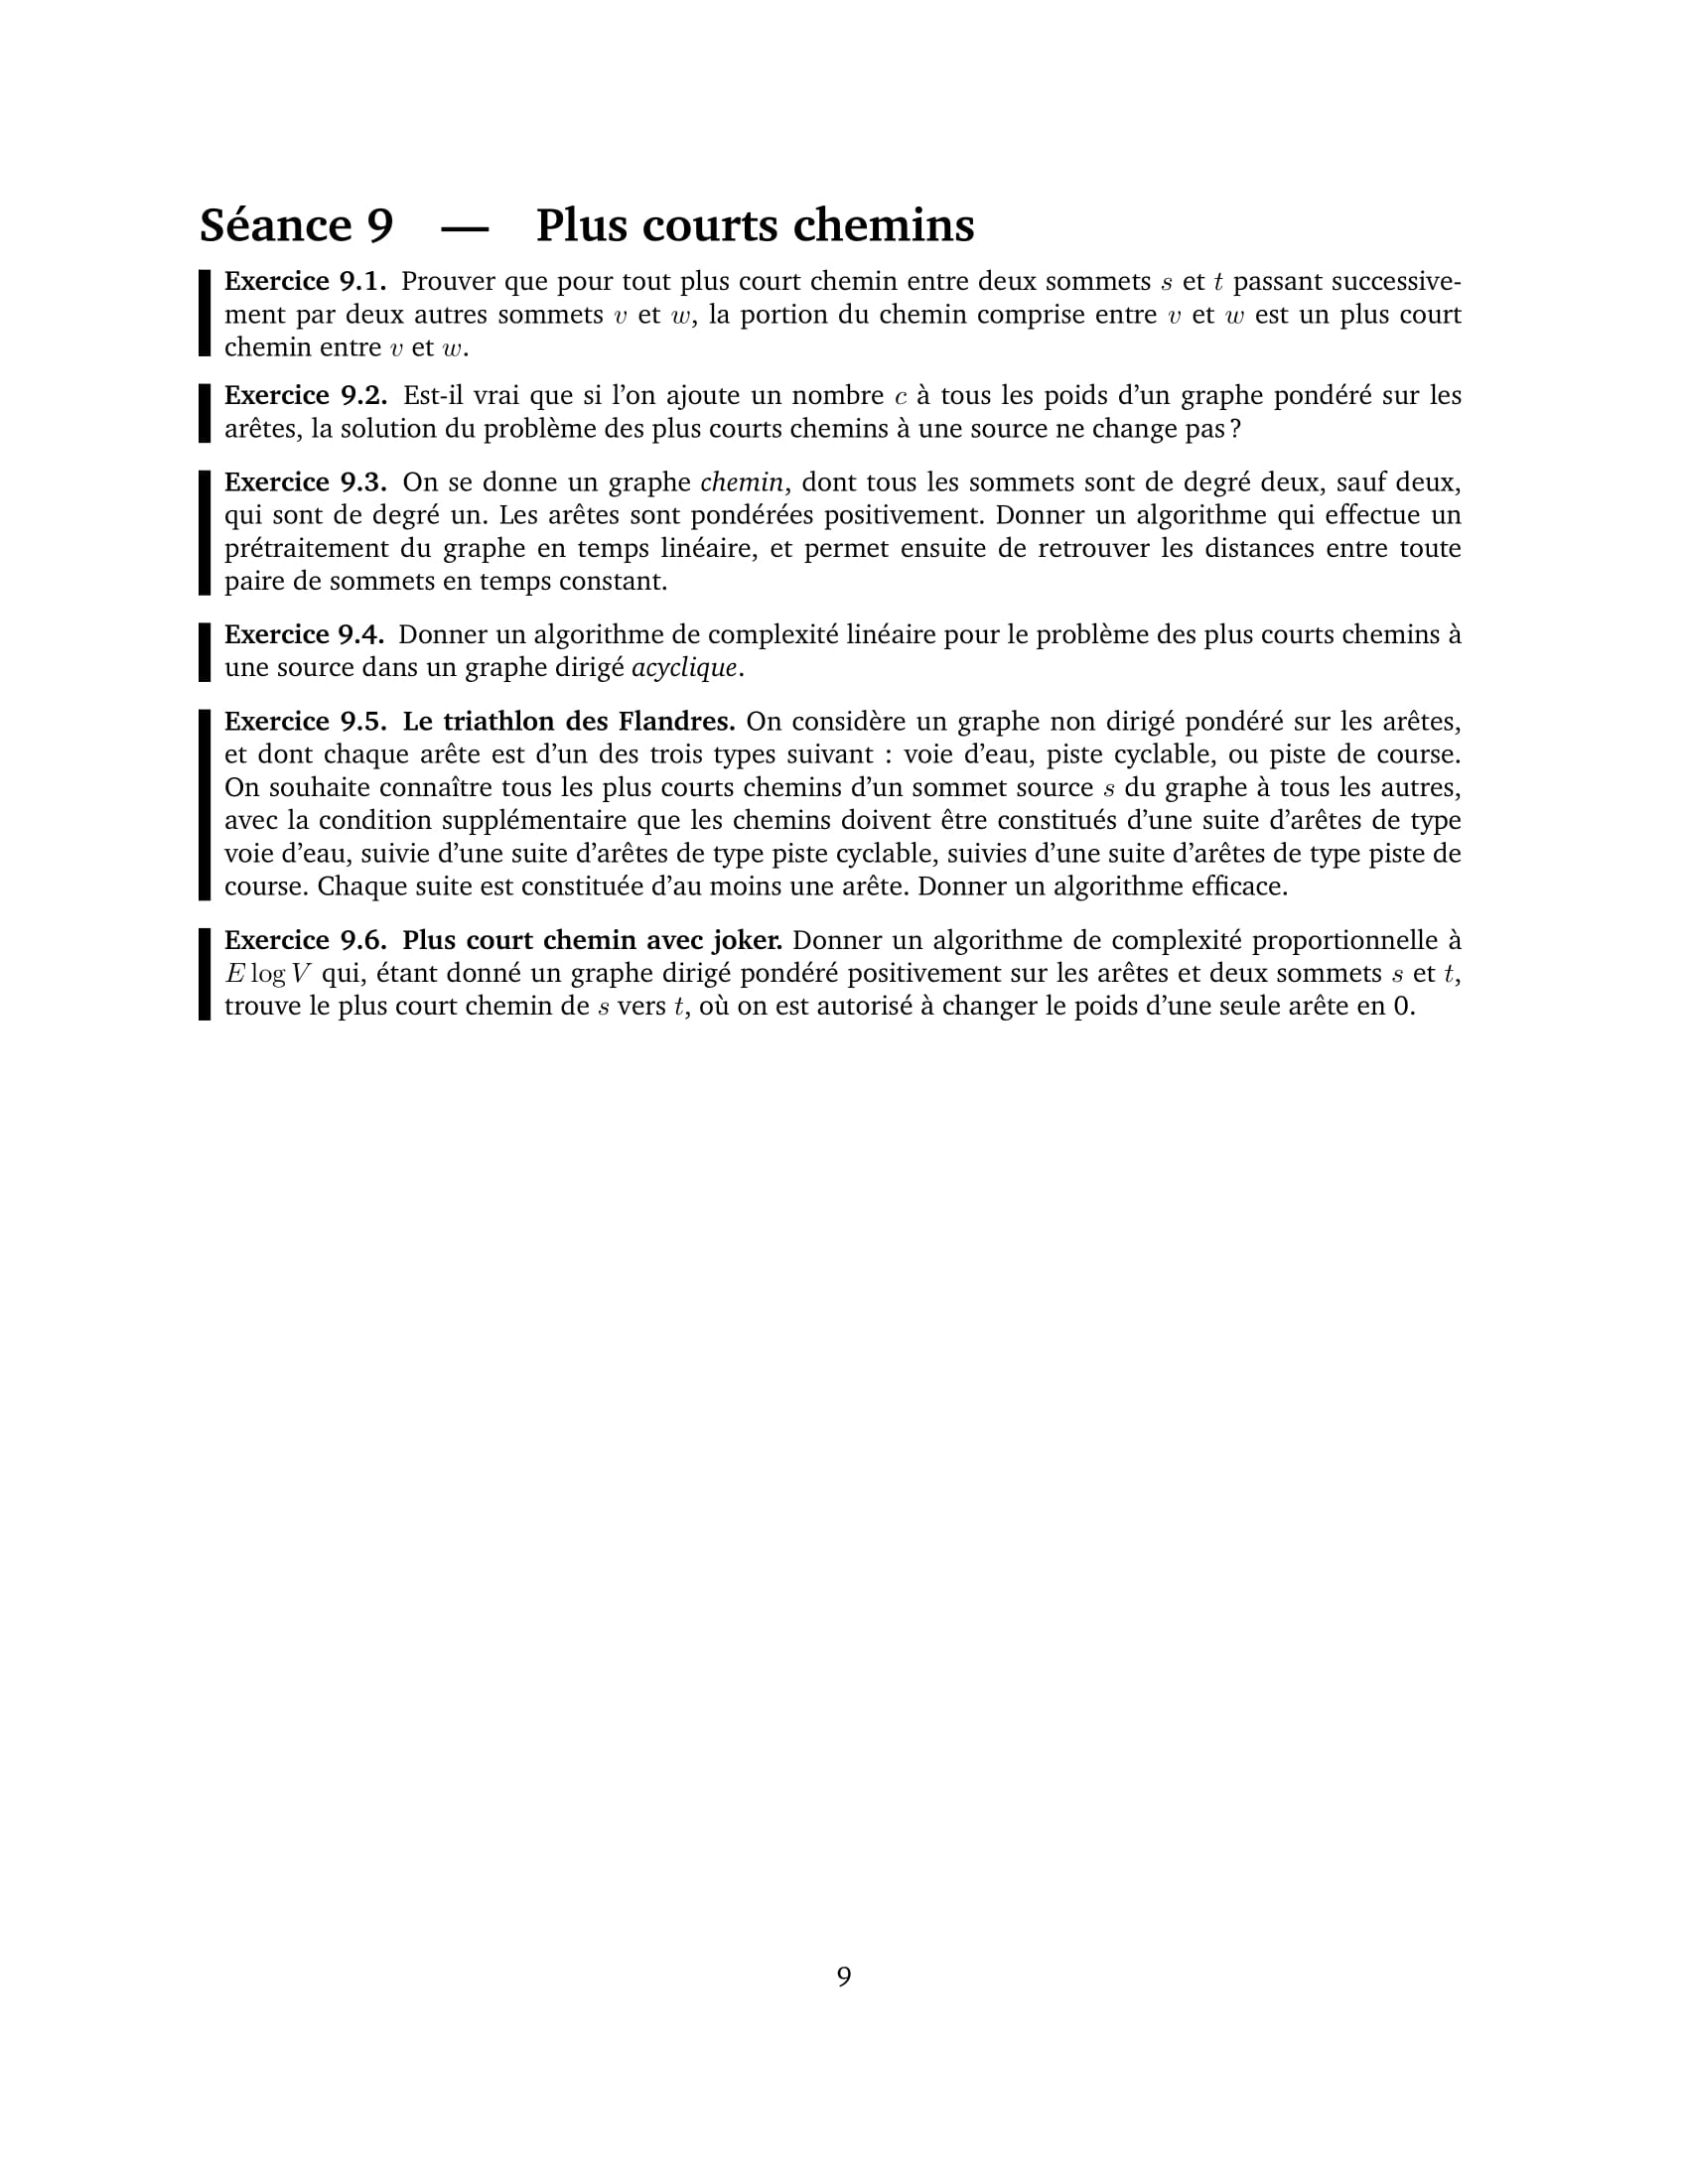 Séance 9 — Plus courts chemins
Exercice 9.1. Prouver que pour tout plus court chemin entre deux sommets s et t passant successive-
ment par deux autres sommets v et w, la portion du chemin comprise entre v et w est un plus court
chemin entre v et w.
Exercice 9.2. Est-il vrai que si l'on ajoute un nombre c à tous les poids d'un graphe pondéré sur les
arêtes, la solution du problème des plus courts chemins à une source ne change pas ?
Exercice 9.3. On se donne un graphe chemin, dont tous les sommets sont de degré deux, sauf deux,
qui sont de degré un. Les arêtes sont pondérées positivement. Donner un algorithme qui effectue un
prétraitement du graphe en temps linéaire, et permet ensuite de retrouver les distances entre toute
paire de sommets en temps constant.
Exercice 9.4. Donner un algorithme de complexité linéaire pour le problème des plus courts chemins à
une source dans un graphe dirigé acyclique.
Exercice 9.5. Le triathlon des Flandres. On considère un graphe non dirigé pondéré sur les arêtes,
et dont chaque arête est d'un des trois types suivant : voie d'eau, piste cyclable, ou piste de course.
On souhaite connaître tous les plus courts chemins d'un sommet source s du graphe à tous les autres,
avec la condition supplémentaire que les chemins doivent être constitués d'une suite d'arêtes de type
voie d'eau, suivie d'une suite d'arêtes de type piste cyclable, suivies d'une suite d'arêtes de type piste de
course. Chaque suite est constituée d'au moins une arête. Donner un algorithme efficace.
Exercice 9.6. Plus court chemin avec joker. Donner un algorithme de complexité proportionnelle à
E log V qui, étant donné un graphe dirigé pondéré positivement sur les arêtes et deux sommets s et t,
trouve le plus court chemin de s vers t, où on est autorisé à changer le poids d'une seule arête en 0.
9